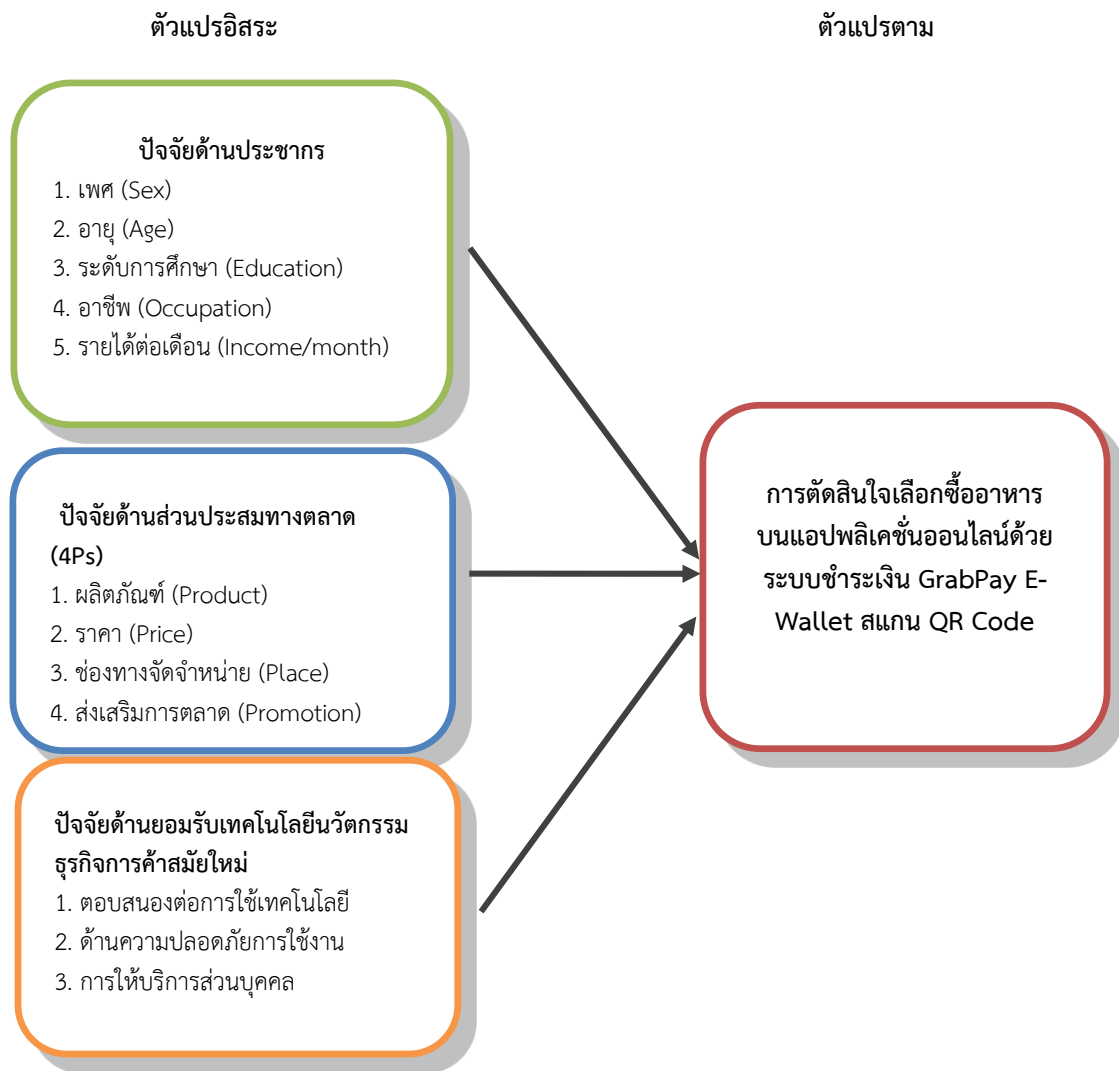 ตัวแปรอิสระ
ตัวแปรตาม
ปัจจัยด้านประชากร
1. เพศ (Sex)
2. อายุ (Age)
3. ระดับการศึกษา (Education)
4. อาชีพ (Occupation)
5. รายได้ต่อเดือน (Income/month)
ปัจจัยด้านส่วนประสมทางตลาด
(4Ps)
1. ผลิตภัณฑ์ (Product)
2. ราคา (Price)
3. ช่องทางจัดจำหน่าย (Place)
4. ส่งเสริมการตลาด (Promotion)
ปัจจัยด้านยอมรับเทคโนโลยีนวัตกรรม
ธุรกิจการค้าสมัยใหม่
1. ตอบสนองต่อการใช้เทคโนโลยี
2. ด้านความปลอดภัยการใช้งาน
3. การให้บริการส่วนบุคคล
การตัดสินใจเลือกซื้ออาหาร
บนแอปพลิเคชั่นออนไลน์ด้วย
ระบบชำระเงิน GrabPay E-
Wallet สแกน QR Code